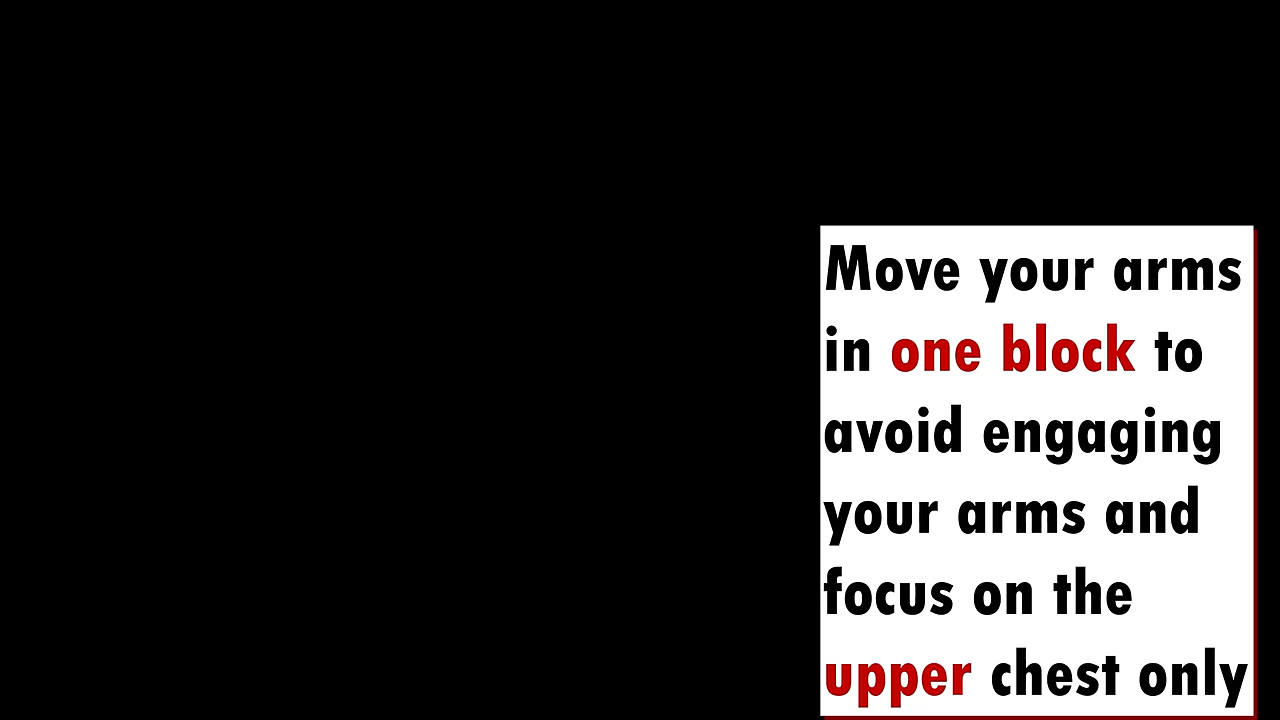 Move your arms
in one block to
avoid engaging
your arms and
focus on the
upper chest only